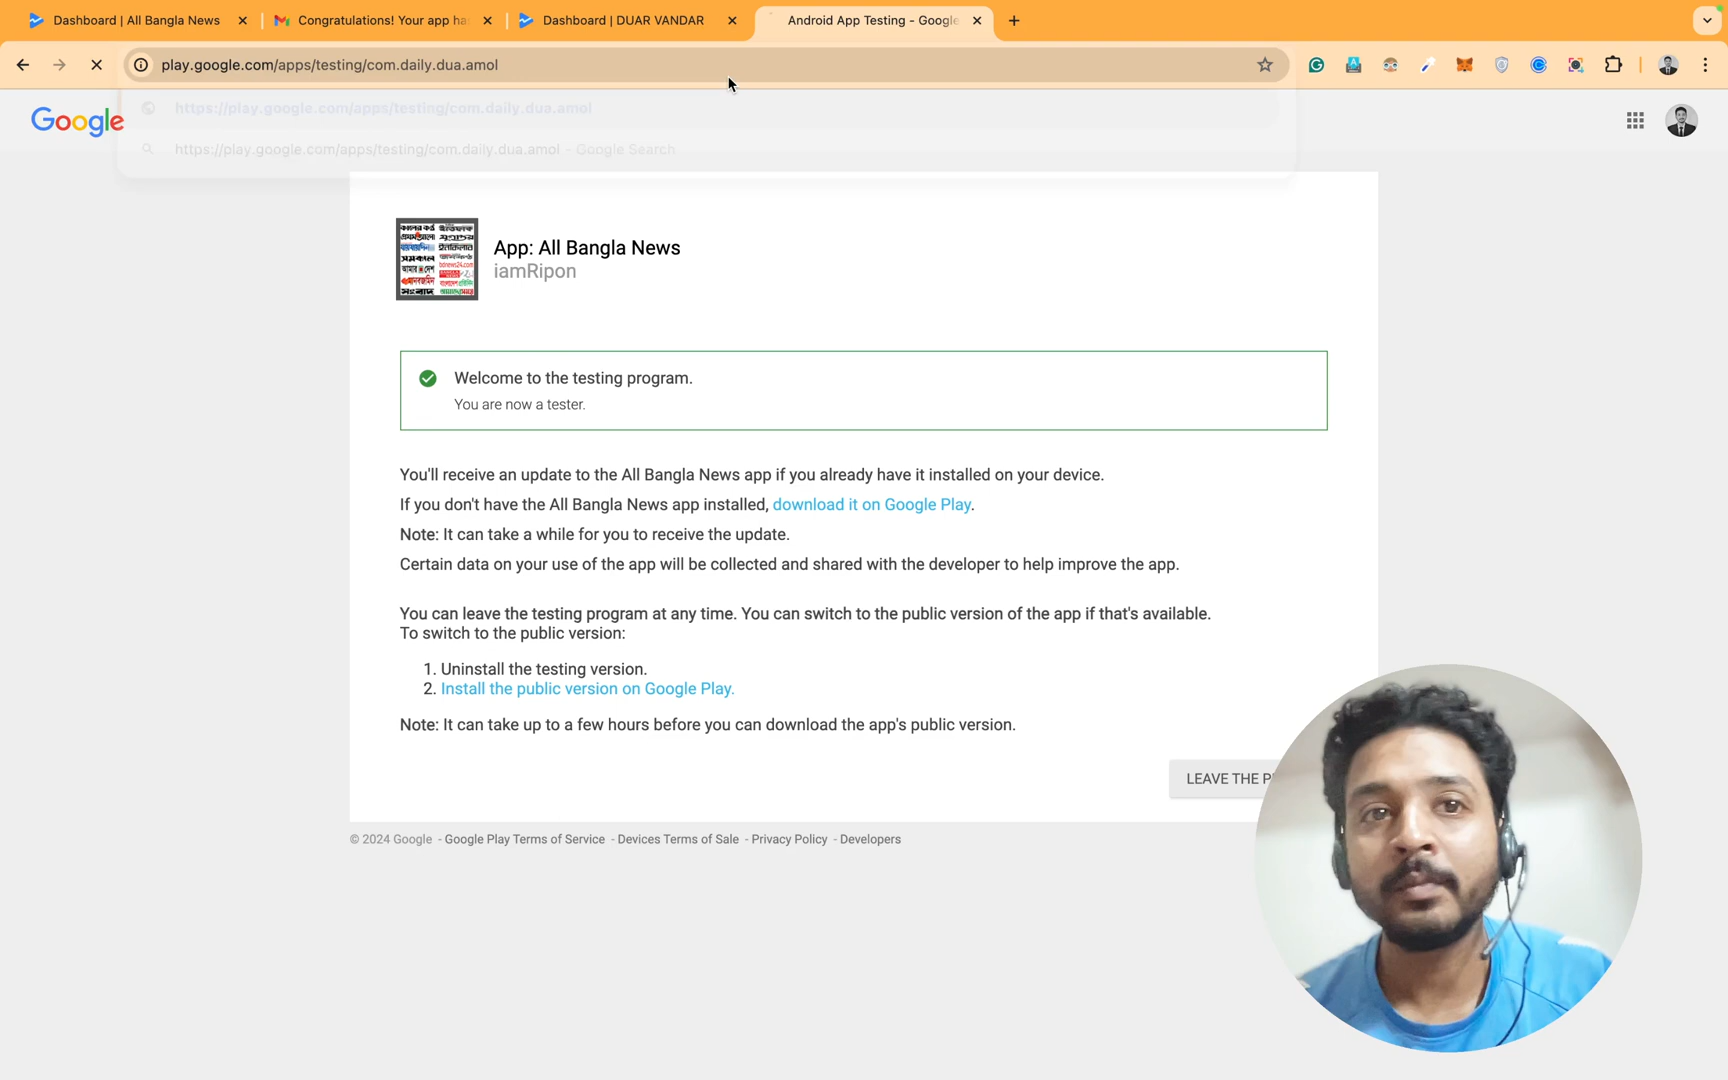 Dashboard | All Bangla News
Congratulations! Your app ha
Dashboard | DUAR VANDAR
Android App Testing - Google
play.google.com/apps/testing/com.daily.dua.amol
https://play.google.com/apps/testing/com.daily.dua.amol
https://play.google.com/apps/testing/com.daily.dua.amol - Google Search
Google
App: All Bangla News
iamRipon
Welcome to the testing program.
You are now a tester.
You'll receive an update to the All Bangla News app if you already have it installed on your device.
If you don't have the All Bangla News app installed, download it on Google Play.
Note: It can take a while for you to receive the update.
Certain data on your use of the app will be collected and shared with the developer to help improve the app.
You can leave the testing program at any time. You can switch to the public version of the app if that's available.
To switch to the public version:
1. Uninstall the testing version.
2. Install the public version on Google Play.
Note: It can take up to a few hours before you can download the app's public version.
LEAVE THE P
© 2024 Google - Google Play Terms of Service - Devices Terms of Sale - Privacy Policy - Developers